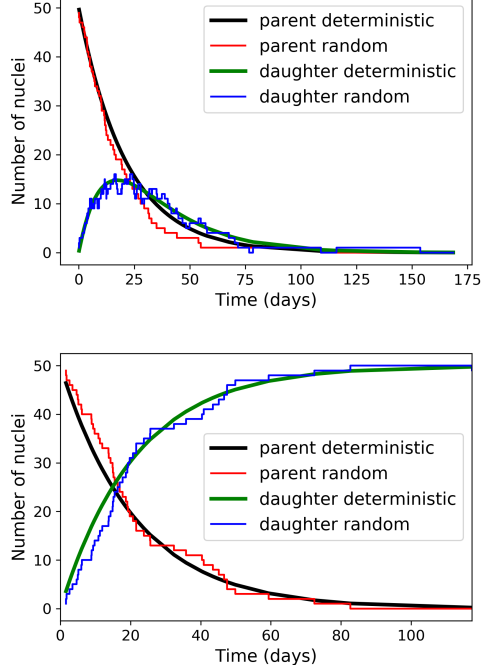 50
40
30
20
10
0
Number of nuclei
parent deterministic
parent random
daughter deterministic
daughter random
0 25 50 75 100 125 150 175
Time (days)
50
40
30
20
10
0
Number of nuclei
parent deterministic
parent random
daughter deterministic
daughter random
0 20 40 60 80 100
Time (days)